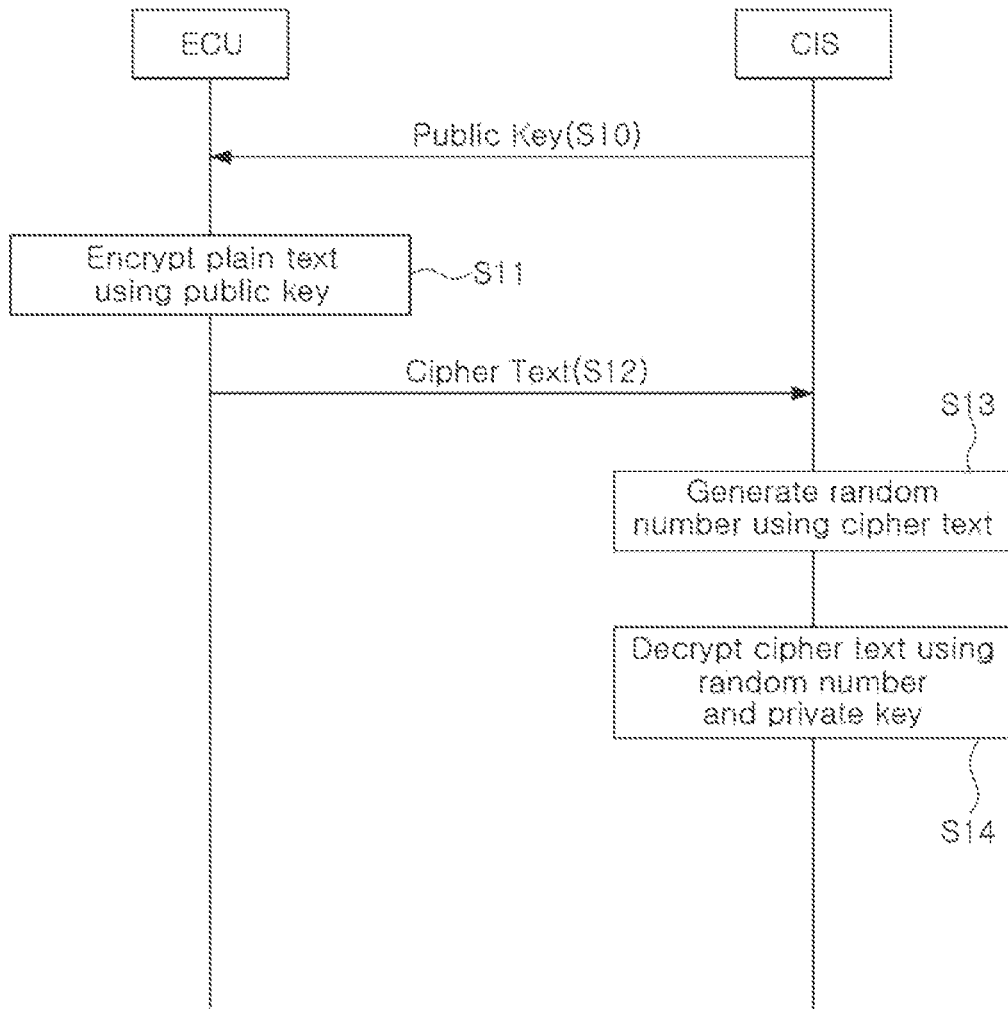 ECU
CIS
Public Key(S10)
Encrypt plain text
using public key
S11
Cipher Text(S12)
S13
Generate random
number using cipher text
Decrypt cipher text using
random number
and private key
S14